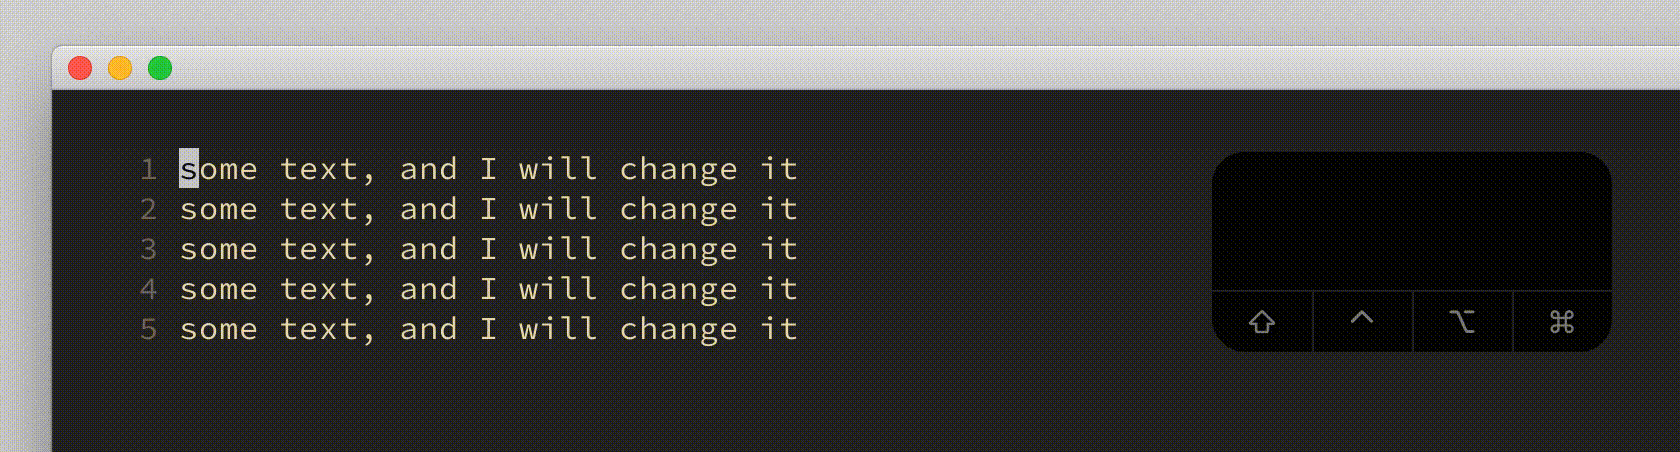 1 some text, and I will change it
2 some text, and I will change it
3 some text, and I will change it
4 some text, and I will change it
5 some text, and I will change it
⇧ ^ ⌥ ⌘